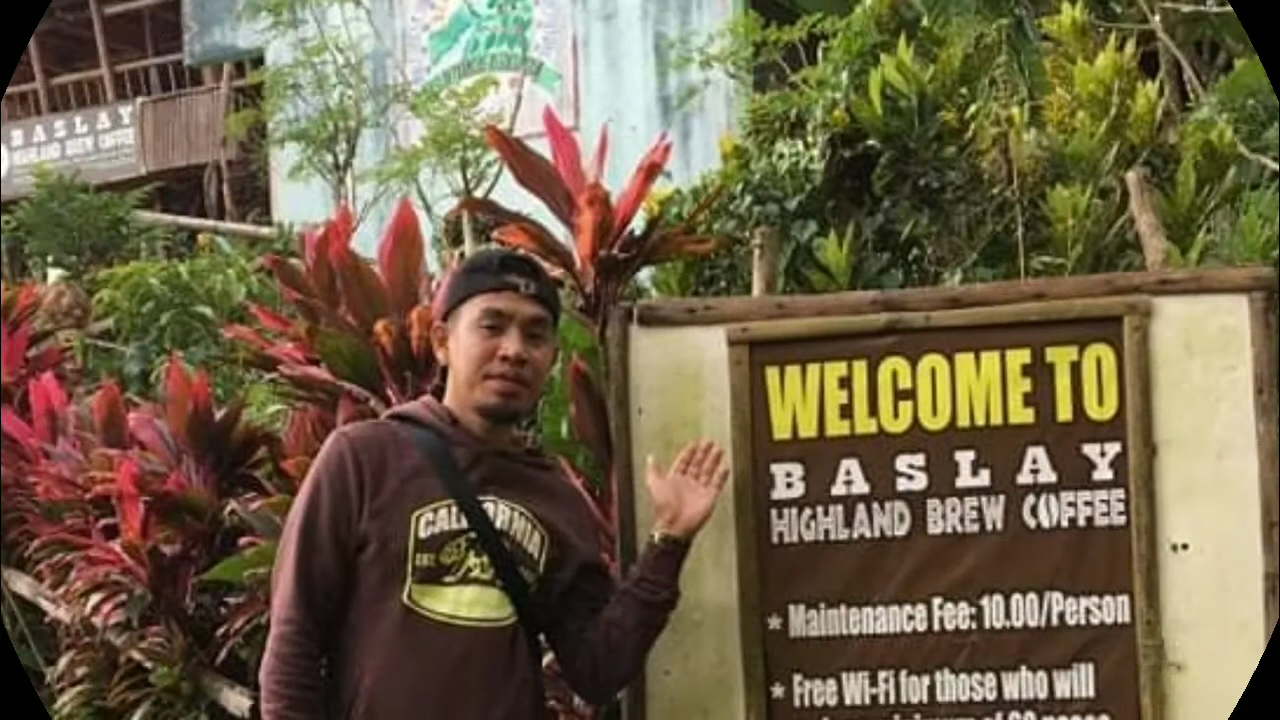 BASLAY
HIGHLAND BREW COFFEE
CALIFORNIA
WELCOME TO
BASLAY
HIGHLAND BREW COFFEE
* Maintenance Fee: 10.00/Person
* Free Wi-Fi for those who will